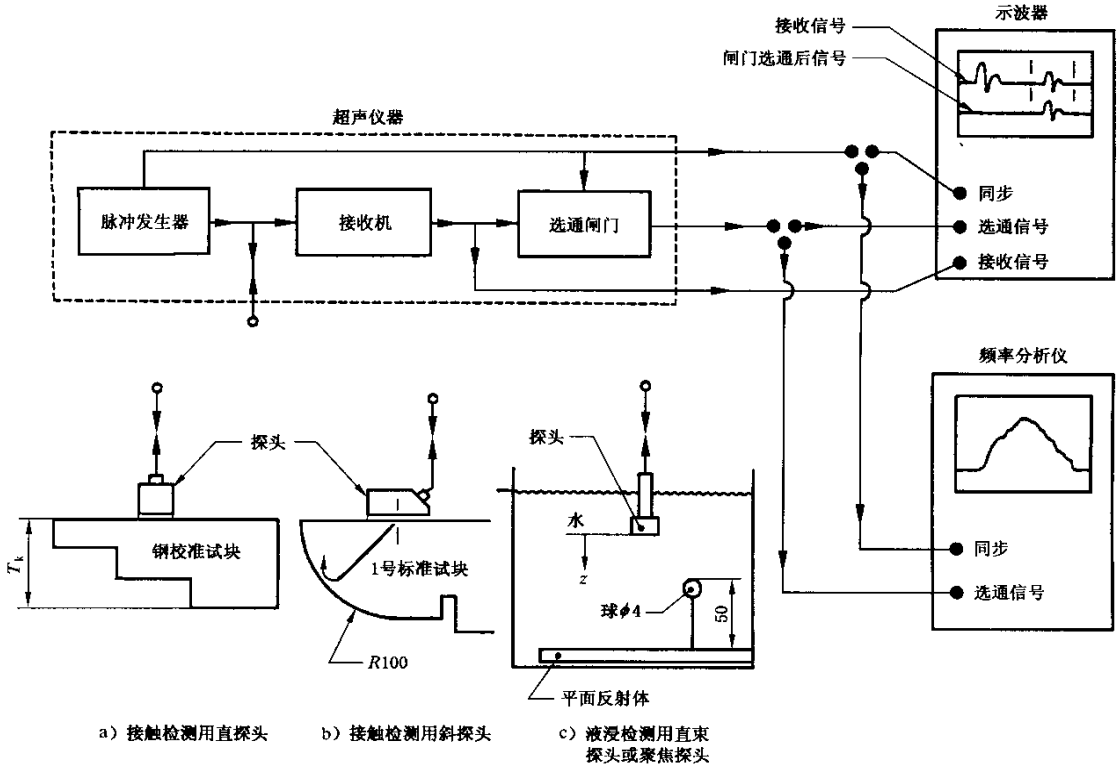 示波器
接收信号
闸门选通后信号
超声仪器
脉冲发生器
接收机
选通闸门
同步
选通信号
接收信号
频率分析仪
探头
探头
水
z
钢校准试块
Tk
1号标准试块
球φ4
50
R100
平面反射体
同步
选通信号
a）接触检测用直探头
b）接触检测用斜探头
c）液浸检测用直束
探头或聚焦探头